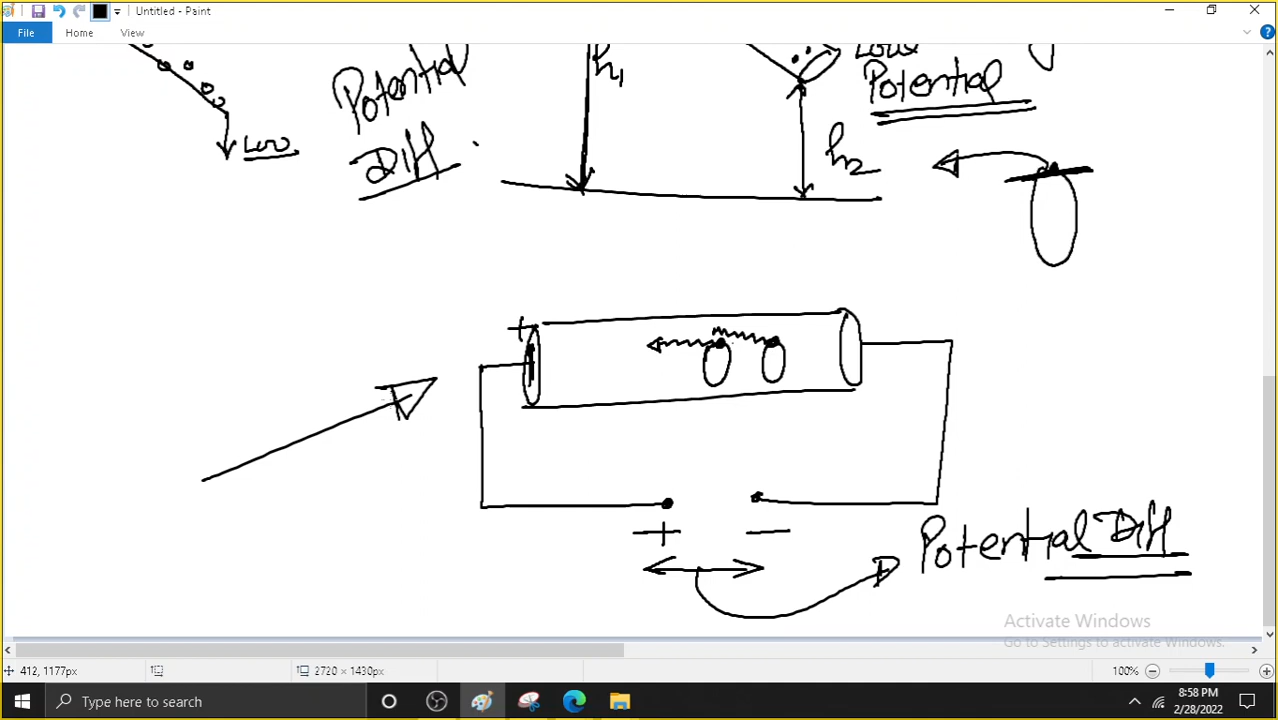 Untitled - Paint
File
Home
View
h1
Low
Potential
Potential
Diff
Low
h2
+
+
−
Potential Diff
Activate Windows
Go to Settings to activate Windows.
412, 1177px
2720 × 1430px
100%
Type here to search
8:58 PM
2/28/2022